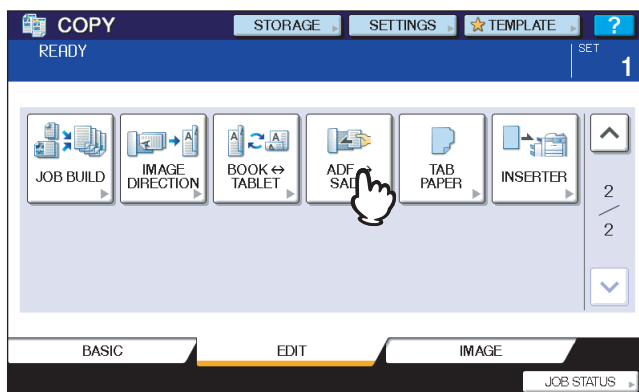 COPY
STORAGE
SETTINGS
TEMPLATE
?
READY
SET
1
JOB BUILD
IMAGE
DIRECTION
BOOK ↔
TABLET
ADF
SAD
TAB
PAPER
INSERTER
2
/
2
BASIC
EDIT
IMAGE
JOB STATUS